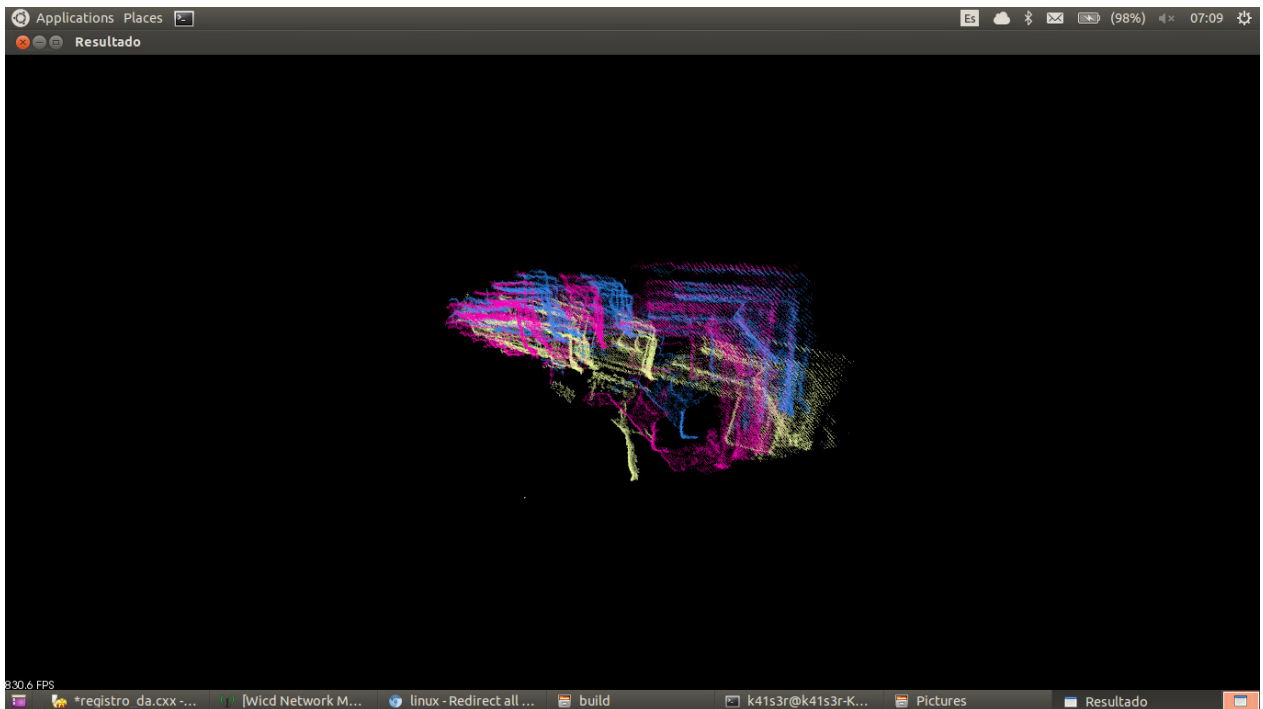 Applications Places Es (98%) 07:09
Resultado
830.6 FPS
*registro_da.cxx -... [Wicd Network M... linux - Redirect all ... build k41s3r@k41s3r-K... Pictures Resultado